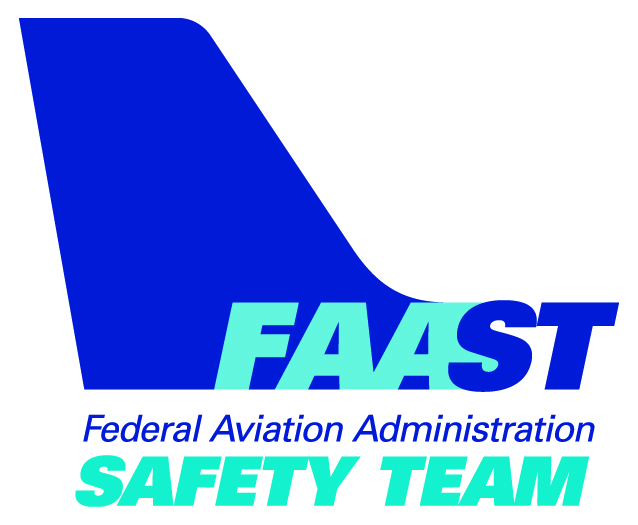 FAAST
Federal Aviation Administration
SAFETY TEAM